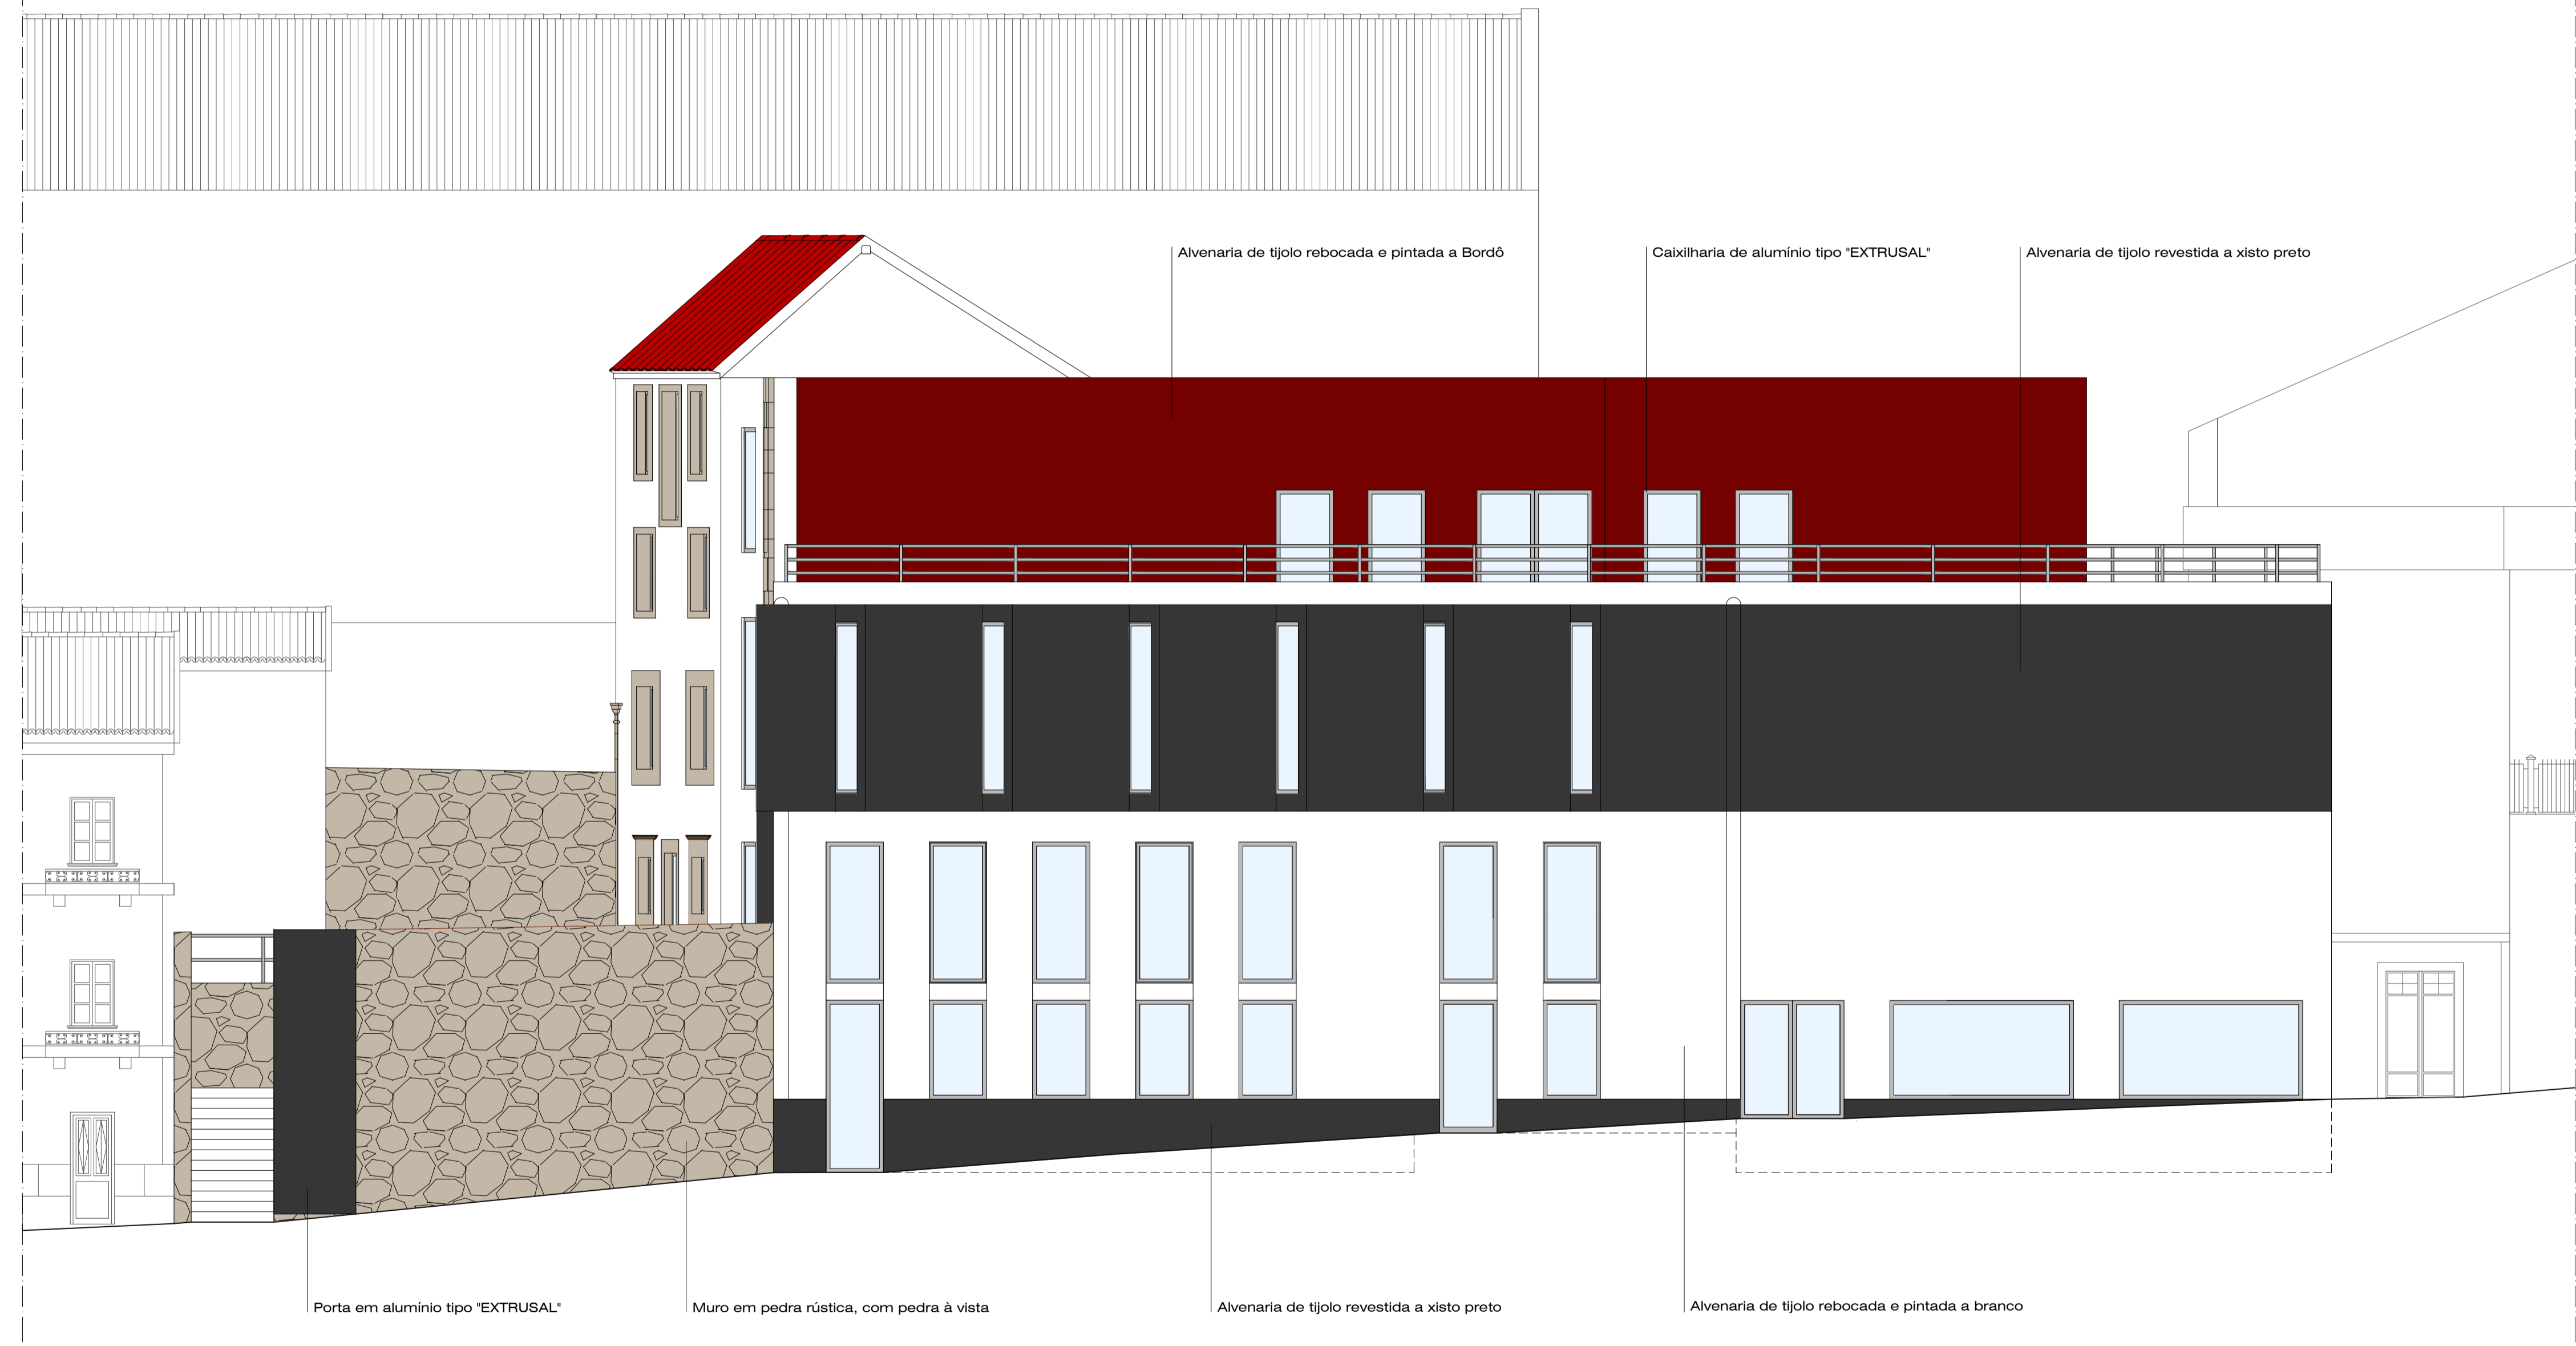 Alvenaria de tijolo rebocada e pintada a Bordô
Caixilharia de alumínio tipo "EXTRUSAL"
Alvenaria de tijolo revestida a xisto preto
Porta em alumínio tipo "EXTRUSAL"
Muro em pedra rústica, com pedra à vista
Alvenaria de tijolo revestida a xisto preto
Alvenaria de tijolo rebocada e pintada a branco